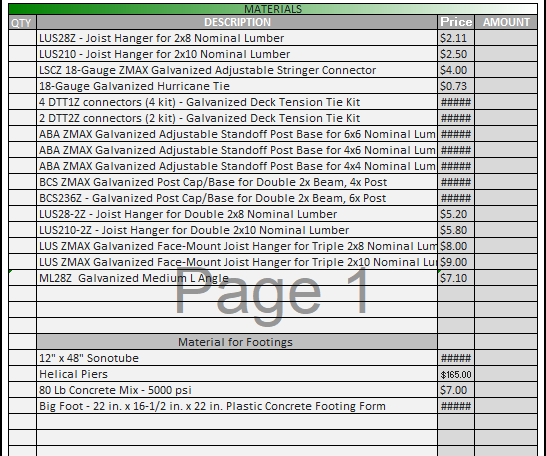 MATERIALS
QTY DESCRIPTION Price AMOUNT
LUS28Z - Joist Hanger for 2x8 Nominal Lumber $2.11
LUS210 - Joist Hanger for 2x10 Nominal Lumber $2.50
LSCZ 18-Gauge ZMAX Galvanized Adjustable Stringer Connector $4.00
18-Gauge Galvanized Hurricane Tie $0.73
4 DTT1Z connectors (4 kit) - Galvanized Deck Tension Tie Kit #####
2 DTT2Z connectors (2 kit) - Galvanized Deck Tension Tie Kit #####
ABA ZMAX Galvanized Adjustable Standoff Post Base for 6x6 Nominal Lum #####
ABA ZMAX Galvanized Adjustable Standoff Post Base for 4x6 Nominal Lum #####
ABA ZMAX Galvanized Adjustable Standoff Post Base for 4x4 Nominal Lum #####
BCS ZMAX Galvanized Post Cap/Base for Double 2x Beam, 4x Post #####
BCS236Z - Galvanized Post Cap/Base for Double 2x Beam, 6x Post #####
LUS28-2Z - Joist Hanger for Double 2x8 Nominal Lumber $5.20
LUS210-2Z - Joist Hanger for Double 2x10 Nominal Lumber $5.80
LUS ZMAX Galvanized Face-Mount Joist Hanger for Triple 2x8 Nominal Lum $8.00
LUS ZMAX Galvanized Face-Mount Joist Hanger for Triple 2x10 Nominal Lu $9.00
ML28Z Galvanized Medium L Angle $7.10
Page 1
Material for Footings
12" x 48" Sonotube #####
Helical Piers $165.00
80 Lb Concrete Mix - 5000 psi $7.00
Big Foot - 22 in. x 16-1/2 in. x 22 in. Plastic Concrete Footing Form #####